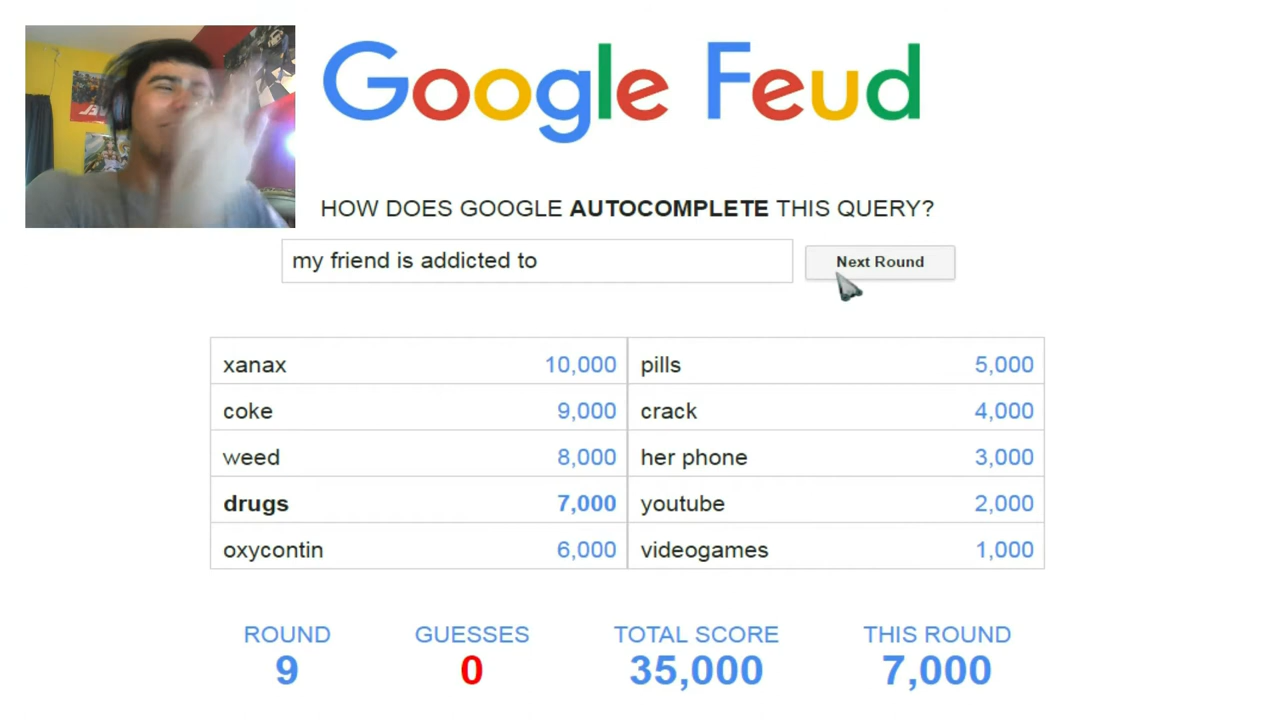 Google Feud
HOW DOES GOOGLE AUTOCOMPLETE THIS QUERY?
my friend is addicted to
Next Round
xanax 10,000 pills 5,000
coke 9,000 crack 4,000
weed 8,000 her phone 3,000
drugs 7,000 youtube 2,000
oxycontin 6,000 videogames 1,000
ROUND GUESSES TOTAL SCORE THIS ROUND
9 0 35,000 7,000